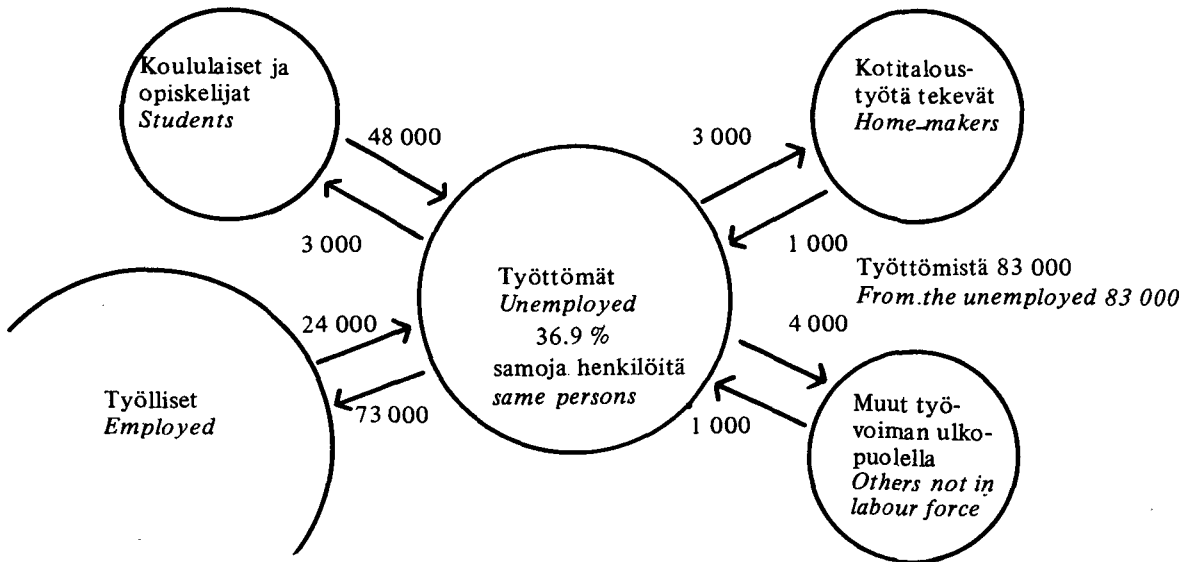 Koululaiset ja
opiskelijat
Students
48 000
3 000
Kotitalous-
työtä tekevät
Home-makers
3 000
1 000
Työttömät
Unemployed
36.9 %
samoja henkilöitä
same persons
Työttömistä 83 000
From.the unemployed 83 000
24 000
73 000
Työlliset
Employed
4 000
1 000
Muut työ-
voiman ulko-
puolella
Others not in
labour force